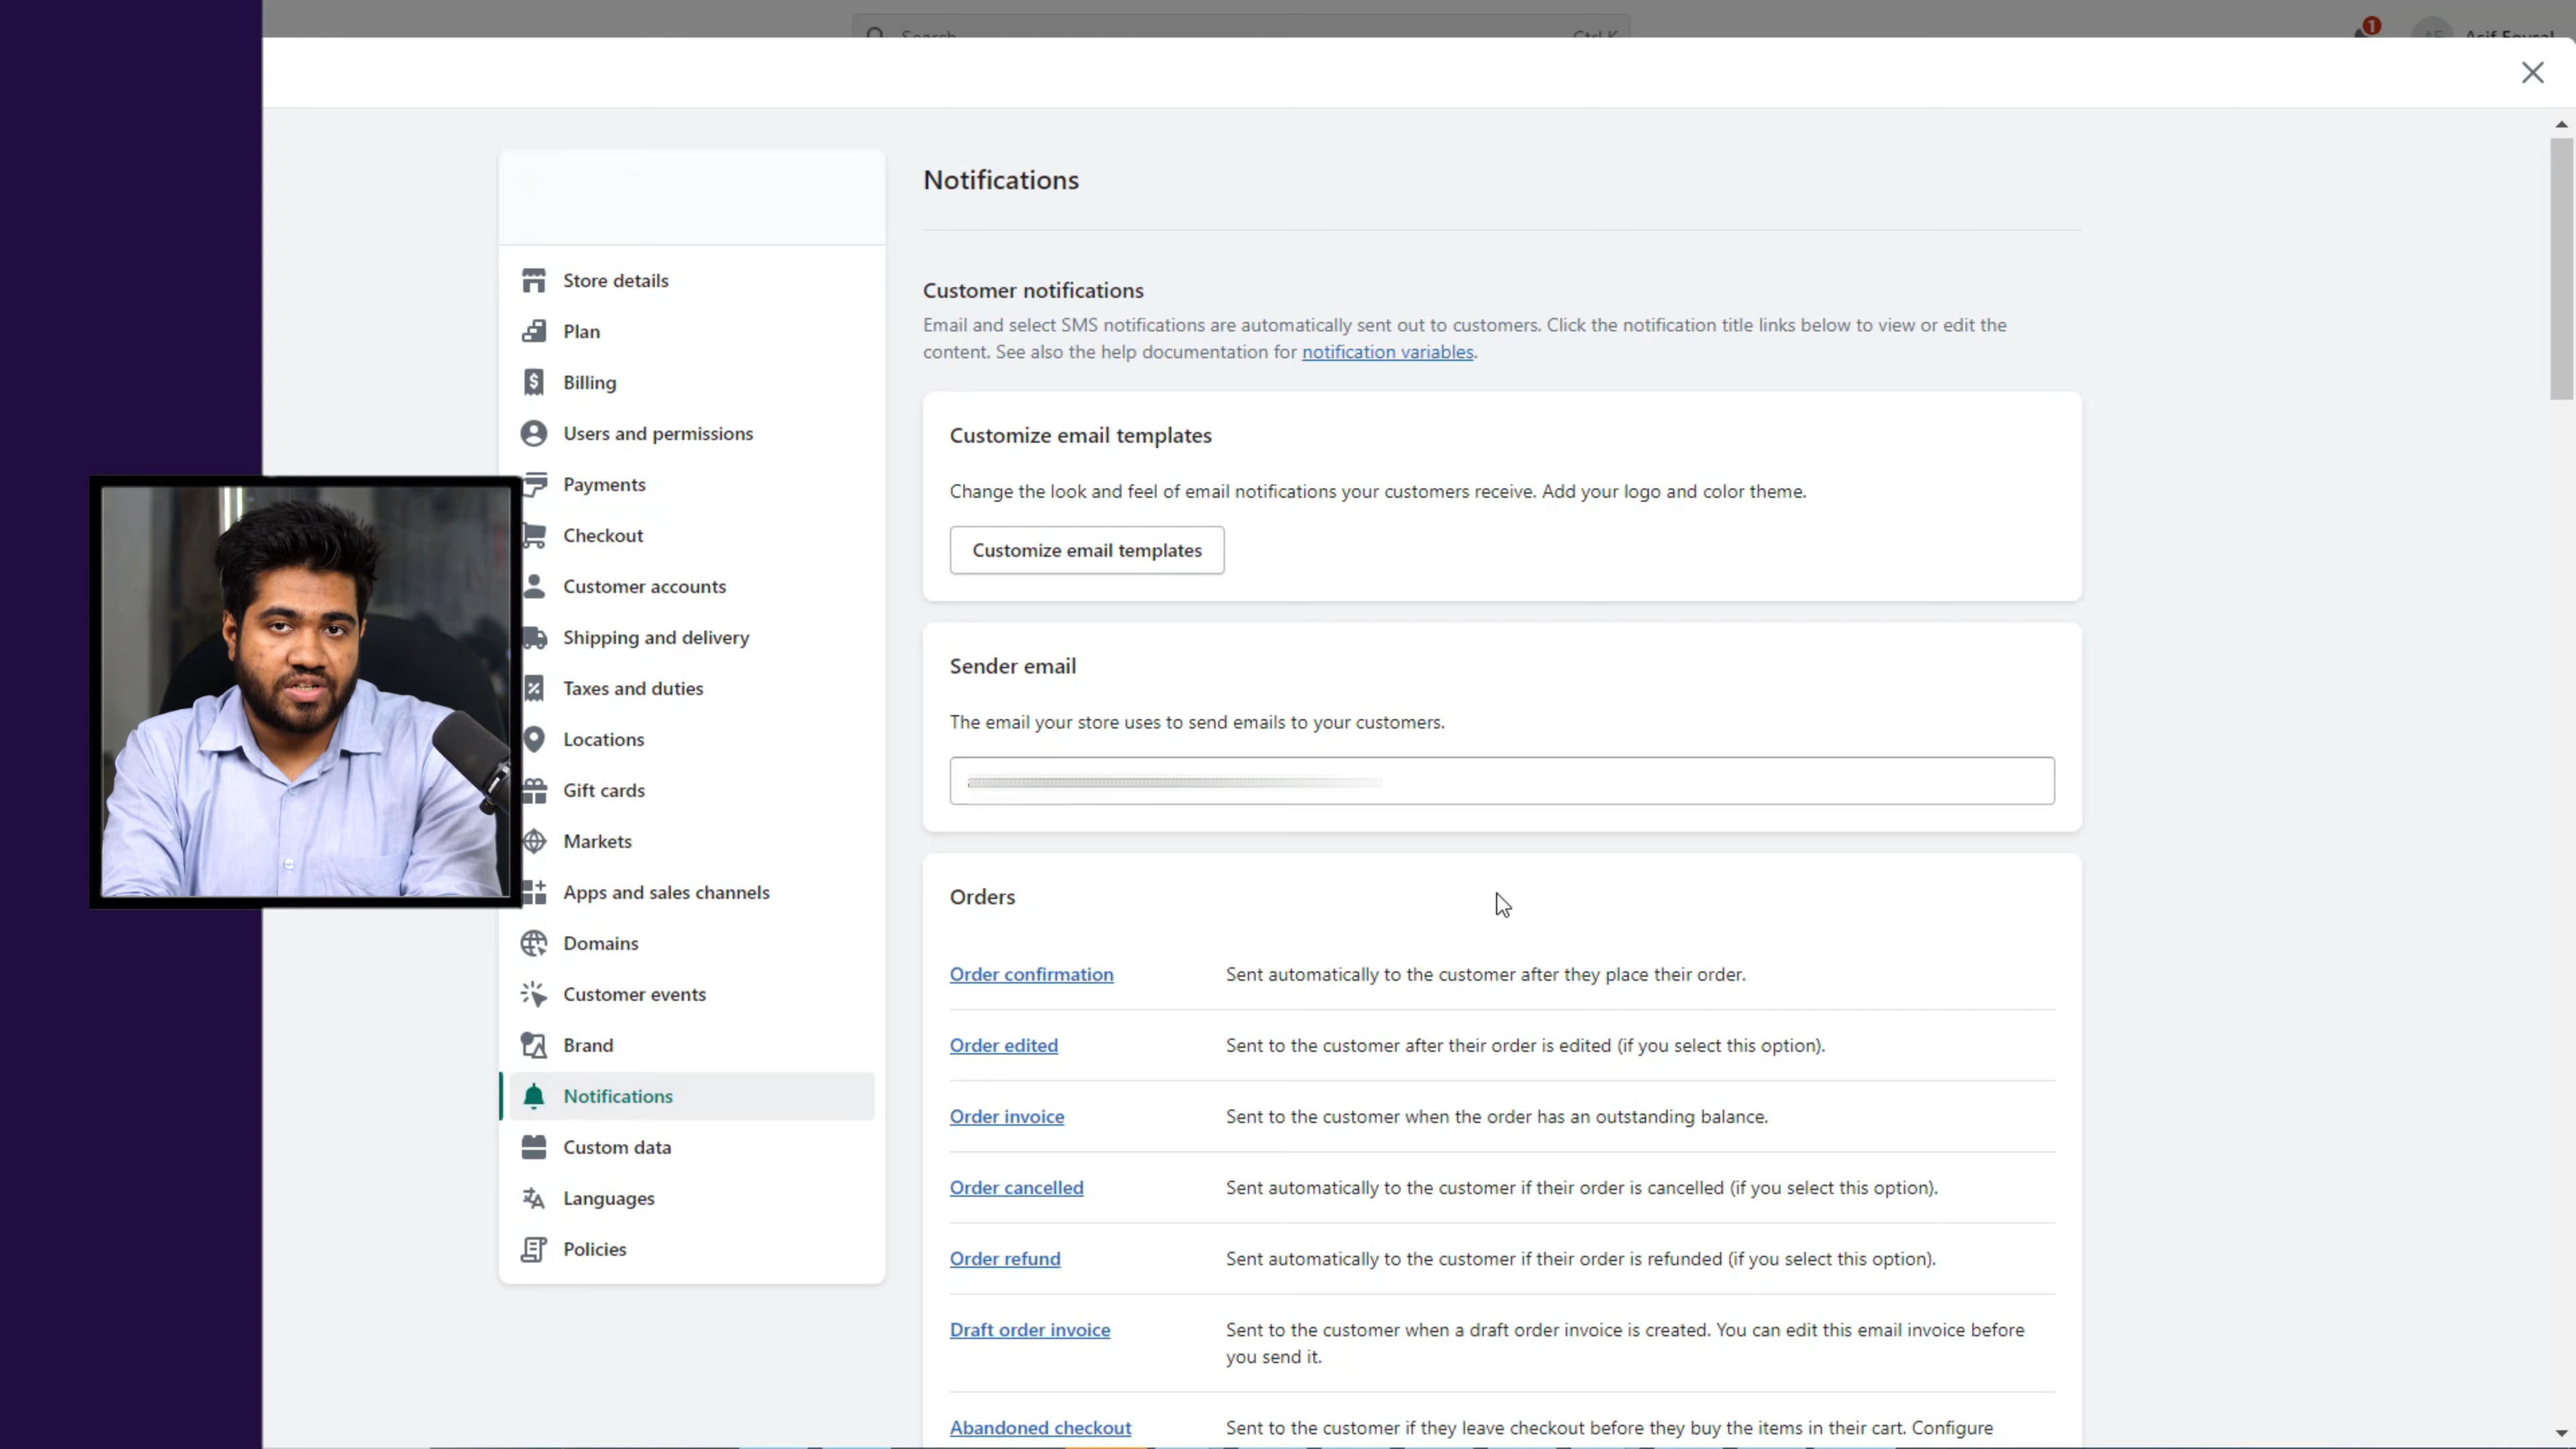 1
Notifications
Customer notifications
Email and select SMS notifications are automatically sent out to customers. Click the notification title links below to view or edit the
content. See also the help documentation for notification variables.
Store details
Plan
Billing
Users and permissions
Payments
Checkout
Customer accounts
Shipping and delivery
Taxes and duties
Locations
Gift cards
Markets
Apps and sales channels
Domains
Customer events
Brand
Notifications
Custom data
Languages
Policies
Customize email templates
Change the look and feel of email notifications your customers receive. Add your logo and color theme.
Customize email templates
Sender email
The email your store uses to send emails to your customers.
Orders
Order confirmation Sent automatically to the customer after they place their order.
Order edited Sent to the customer after their order is edited (if you select this option).
Order invoice Sent to the customer when the order has an outstanding balance.
Order cancelled Sent automatically to the customer if their order is cancelled (if you select this option).
Order refund Sent automatically to the customer if their order is refunded (if you select this option).
Draft order invoice Sent to the customer when a draft order invoice is created. You can edit this email invoice before
you send it.
Abandoned checkout Sent to the customer if they leave checkout before they buy the items in their cart. Configure